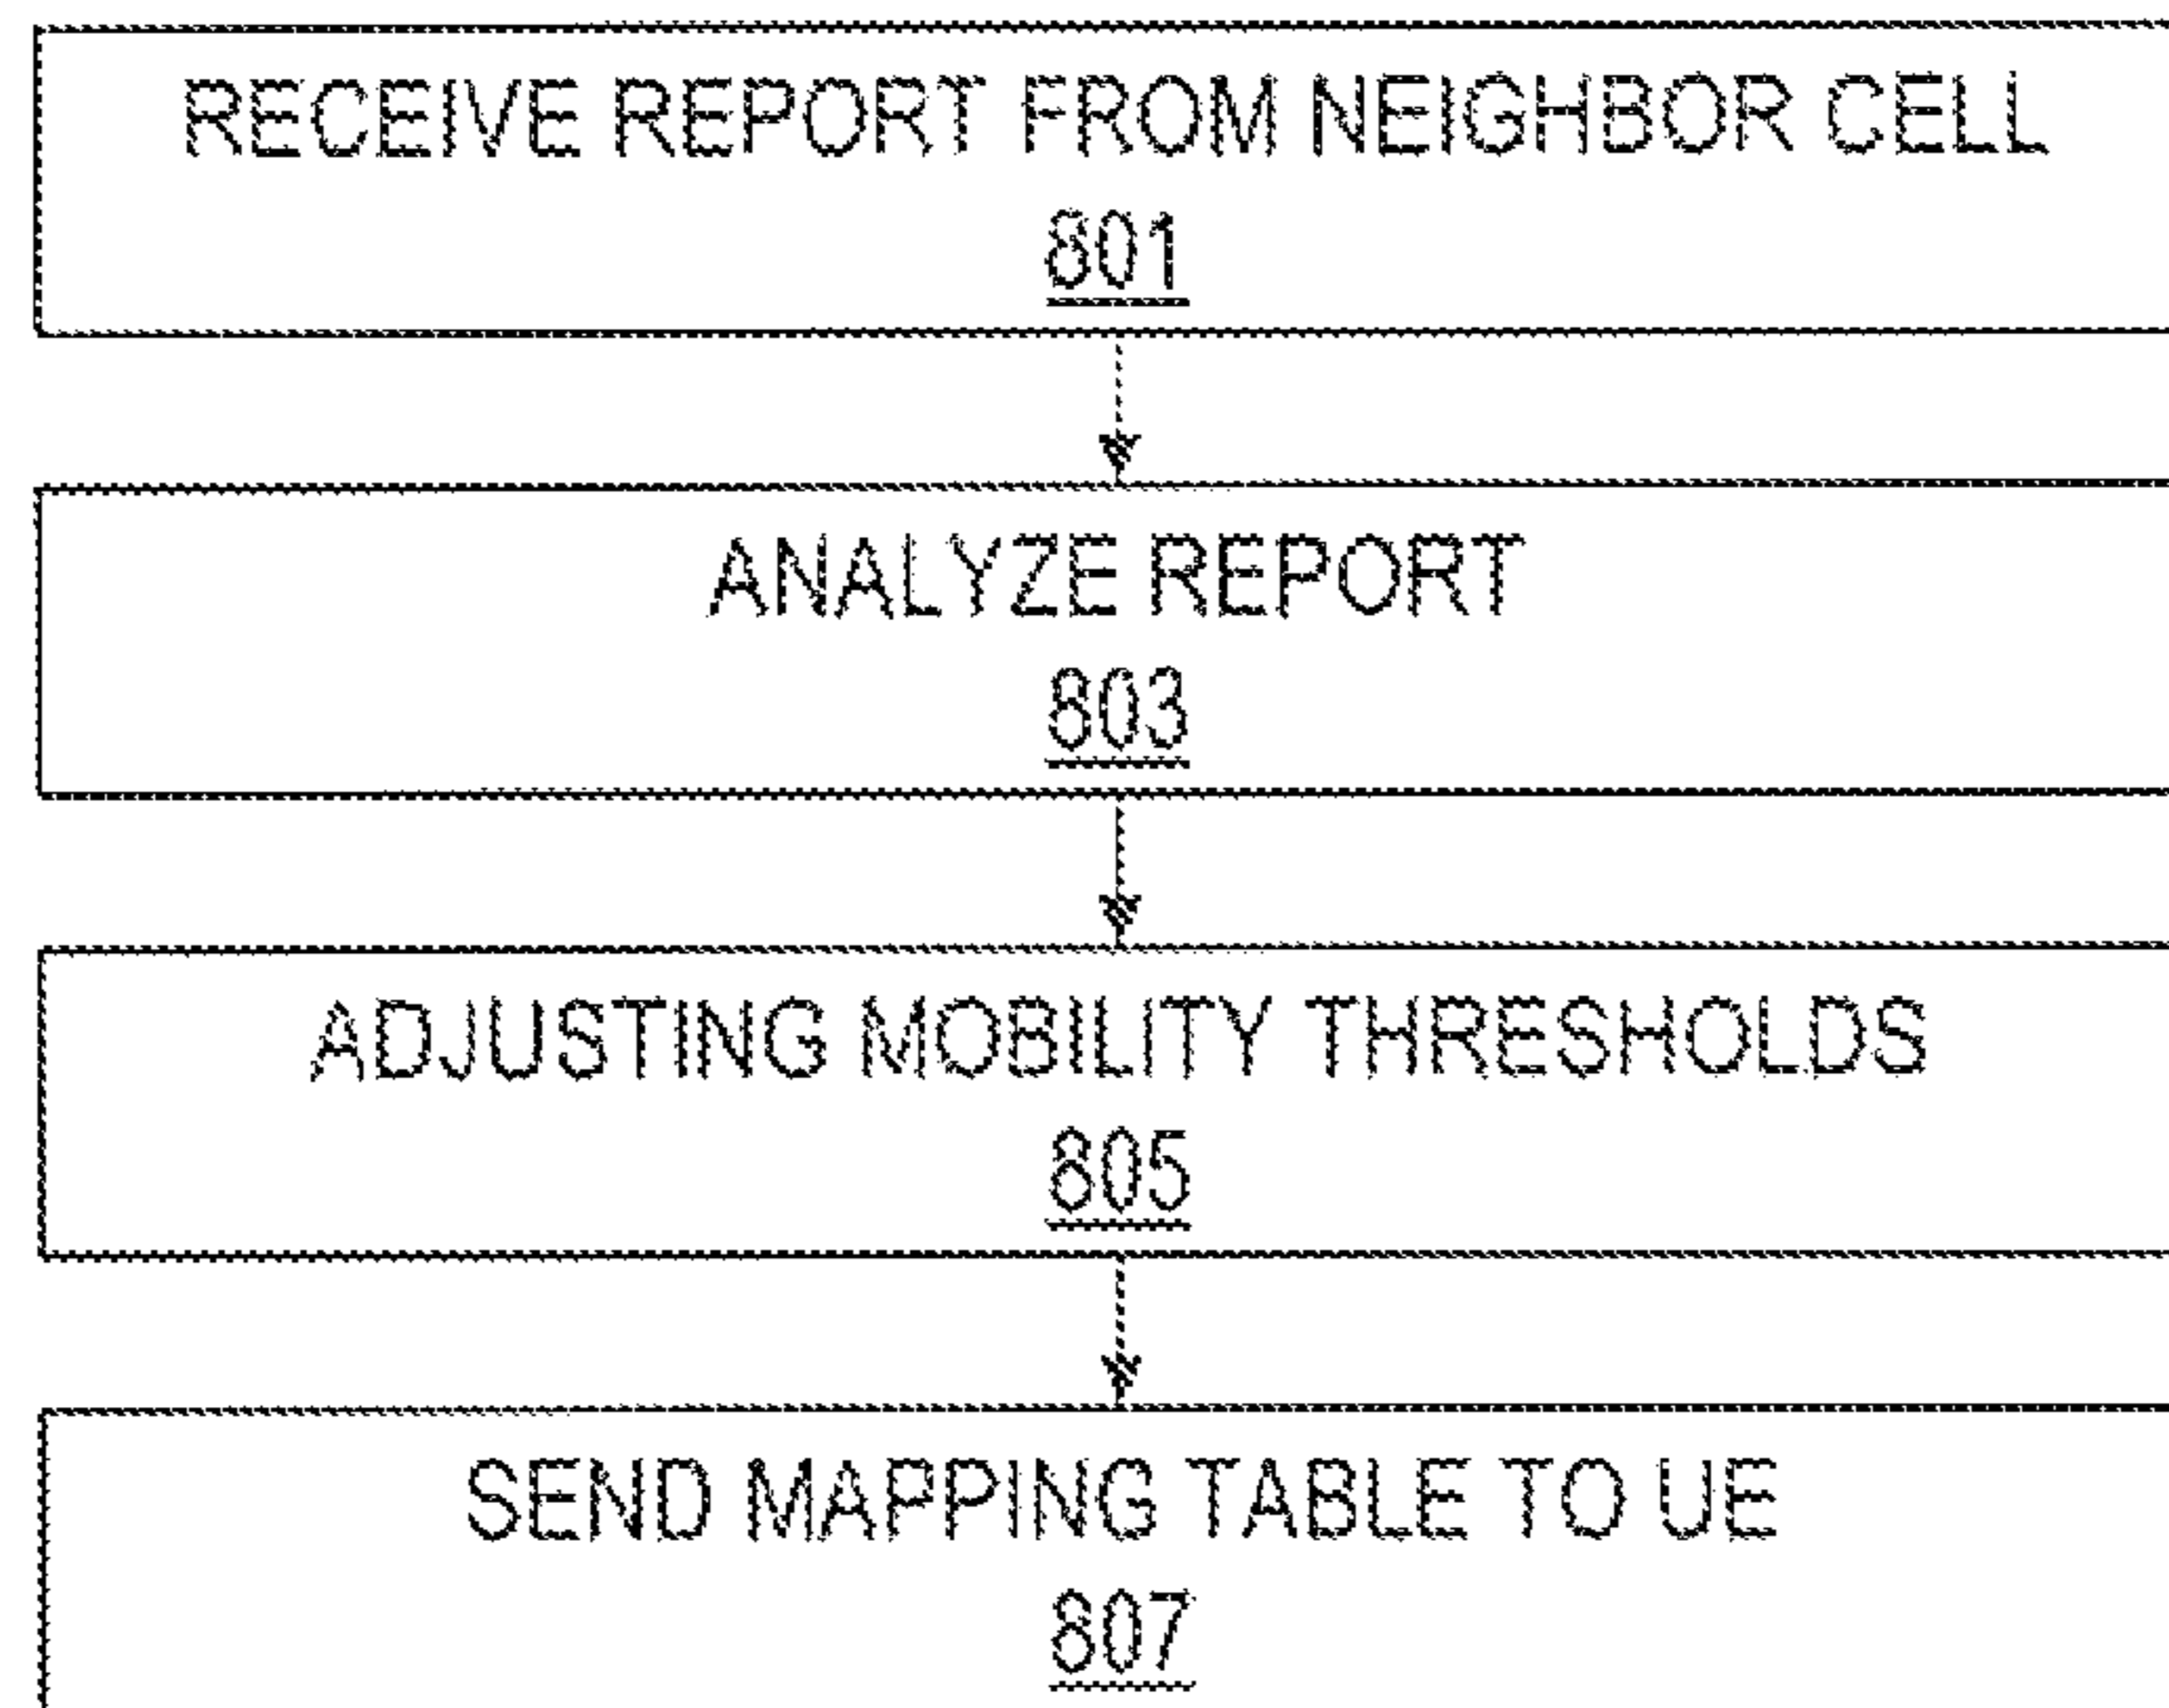 RECEIVE REPORT FROM NEIGHBOR CELL
801
ANALYZE REPORT
803
ADJUSTING MOBILITY THRESHOLDS
805
SEND MAPPING TABLE TO UE
807